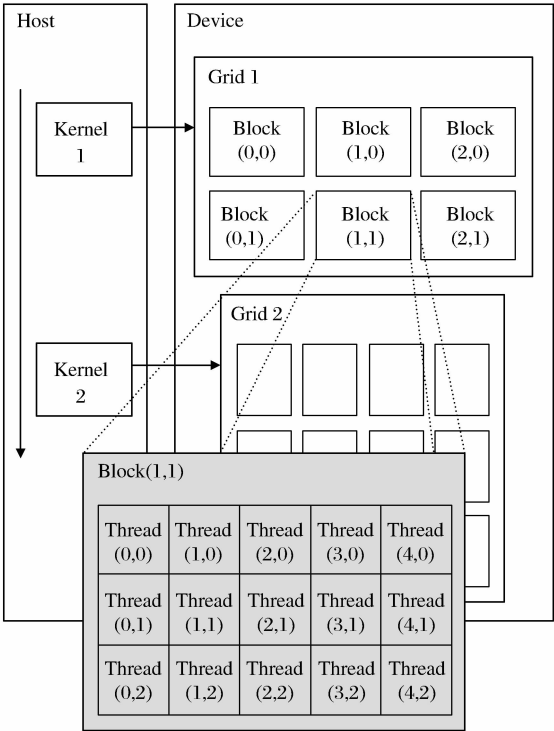 Host
Device
Grid 1
Kernel
1
Block
(0,0)
Block
(1,0)
Block
(2,0)
Block
(0,1)
Block
(1,1)
Block
(2,1)
Grid 2
Kernel
2
Block(1,1)
Thread
(0,0)
Thread
(1,0)
Thread
(2,0)
Thread
(3,0)
Thread
(4,0)
Thread
(0,1)
Thread
(1,1)
Thread
(2,1)
Thread
(3,1)
Thread
(4,1)
Thread
(0,2)
Thread
(1,2)
Thread
(2,2)
Thread
(3,2)
Thread
(4,2)